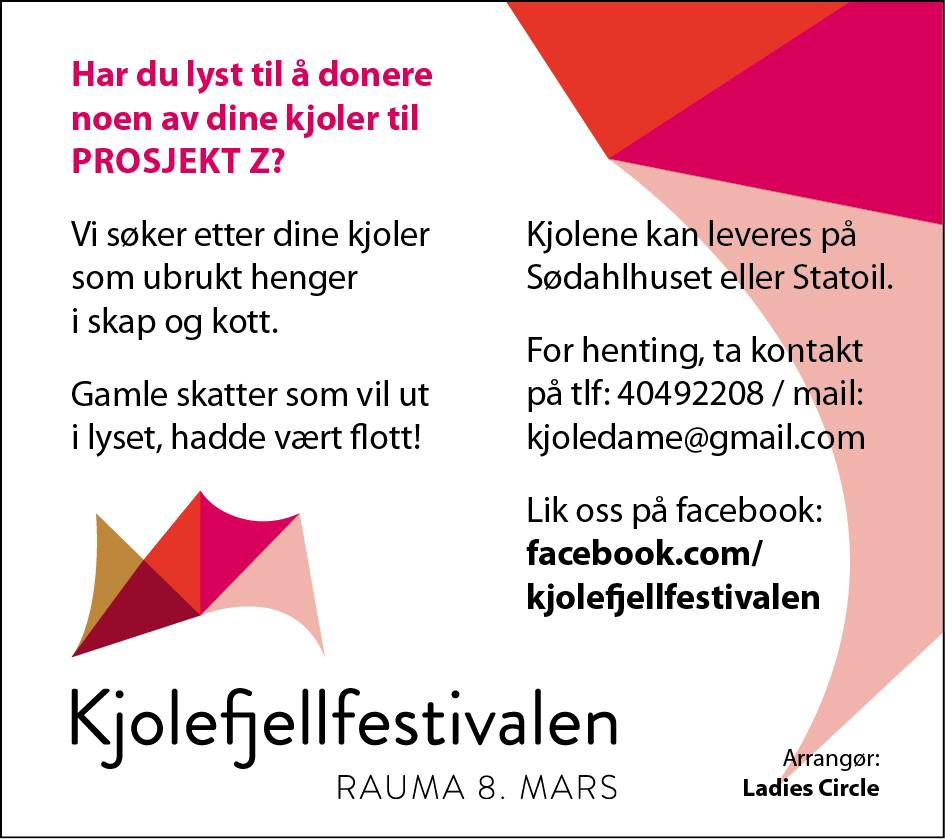 Har du lyst til å donere
noen av dine kjoler til
PROSJEKT Z?
Vi søker etter dine kjoler
som ubrukt henger
i skap og kott.
Gamle skatter som vil ut
i lyset, hadde vært flott!
Kjolene kan leveres på
Sødahlhuset eller Statoil.
For henting, ta kontakt
på tlf: 40492208 / mail:
kjoledame@gmail.com
Lik oss på facebook:
facebook.com/
kjolefjellfestivalen
Kjolefjellfestivalen
RAUMA 8. MARS
Arrangør:
Ladies Circle